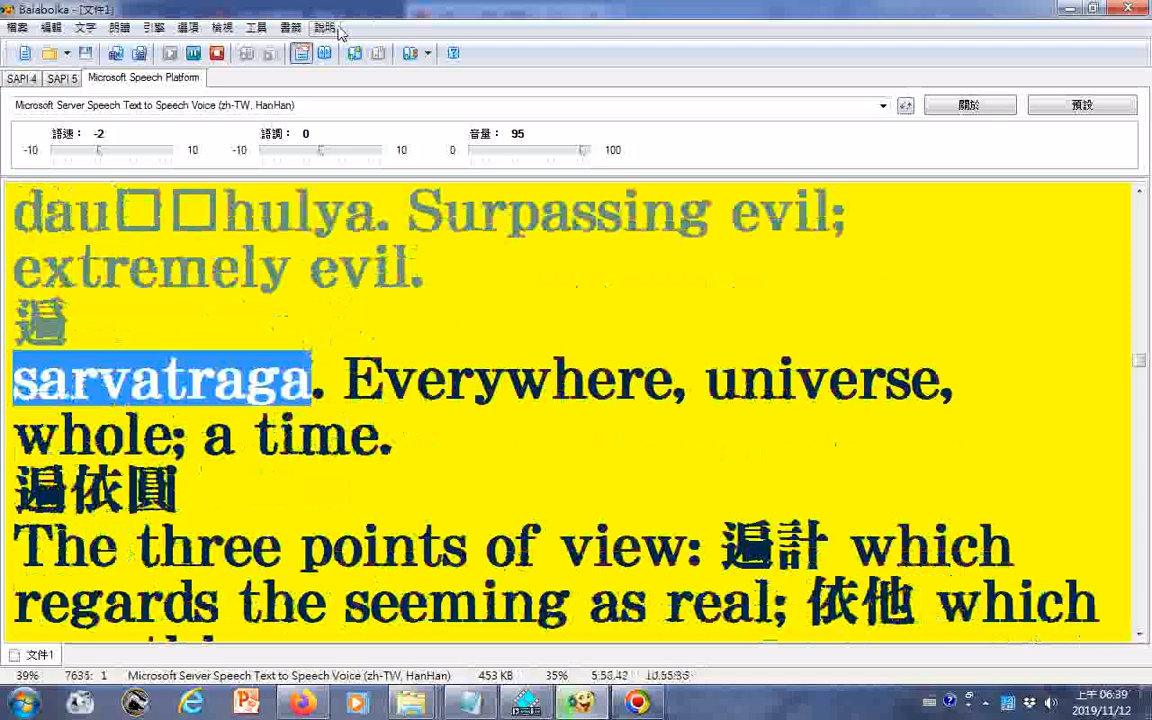 Balabolka - [文件1]
檔案 編輯 文字 朗讀 引擎 選項 檢視 工具 書籤 說明
SAPI 4 SAPI 5 Microsoft Speech Platform
Microsoft Server Speech Text to Speech Voice (zh-TW, HanHan) 關於 預設
語速： -2 語調： 0 音量： 95
-10 10 -10 10 0 100
dau□□hulya. Surpassing evil;
extremely evil.
遍
sarvatraga. Everywhere, universe,
whole; a time.
遍依圓
The three points of view: 遍計 which
regards the seeming as real; 依他 which
文件1
39% 7635: 1 Microsoft Server Speech Text to Speech Voice (zh-TW, HanHan) 453 KB 35%
上午 06:39
2019/11/12